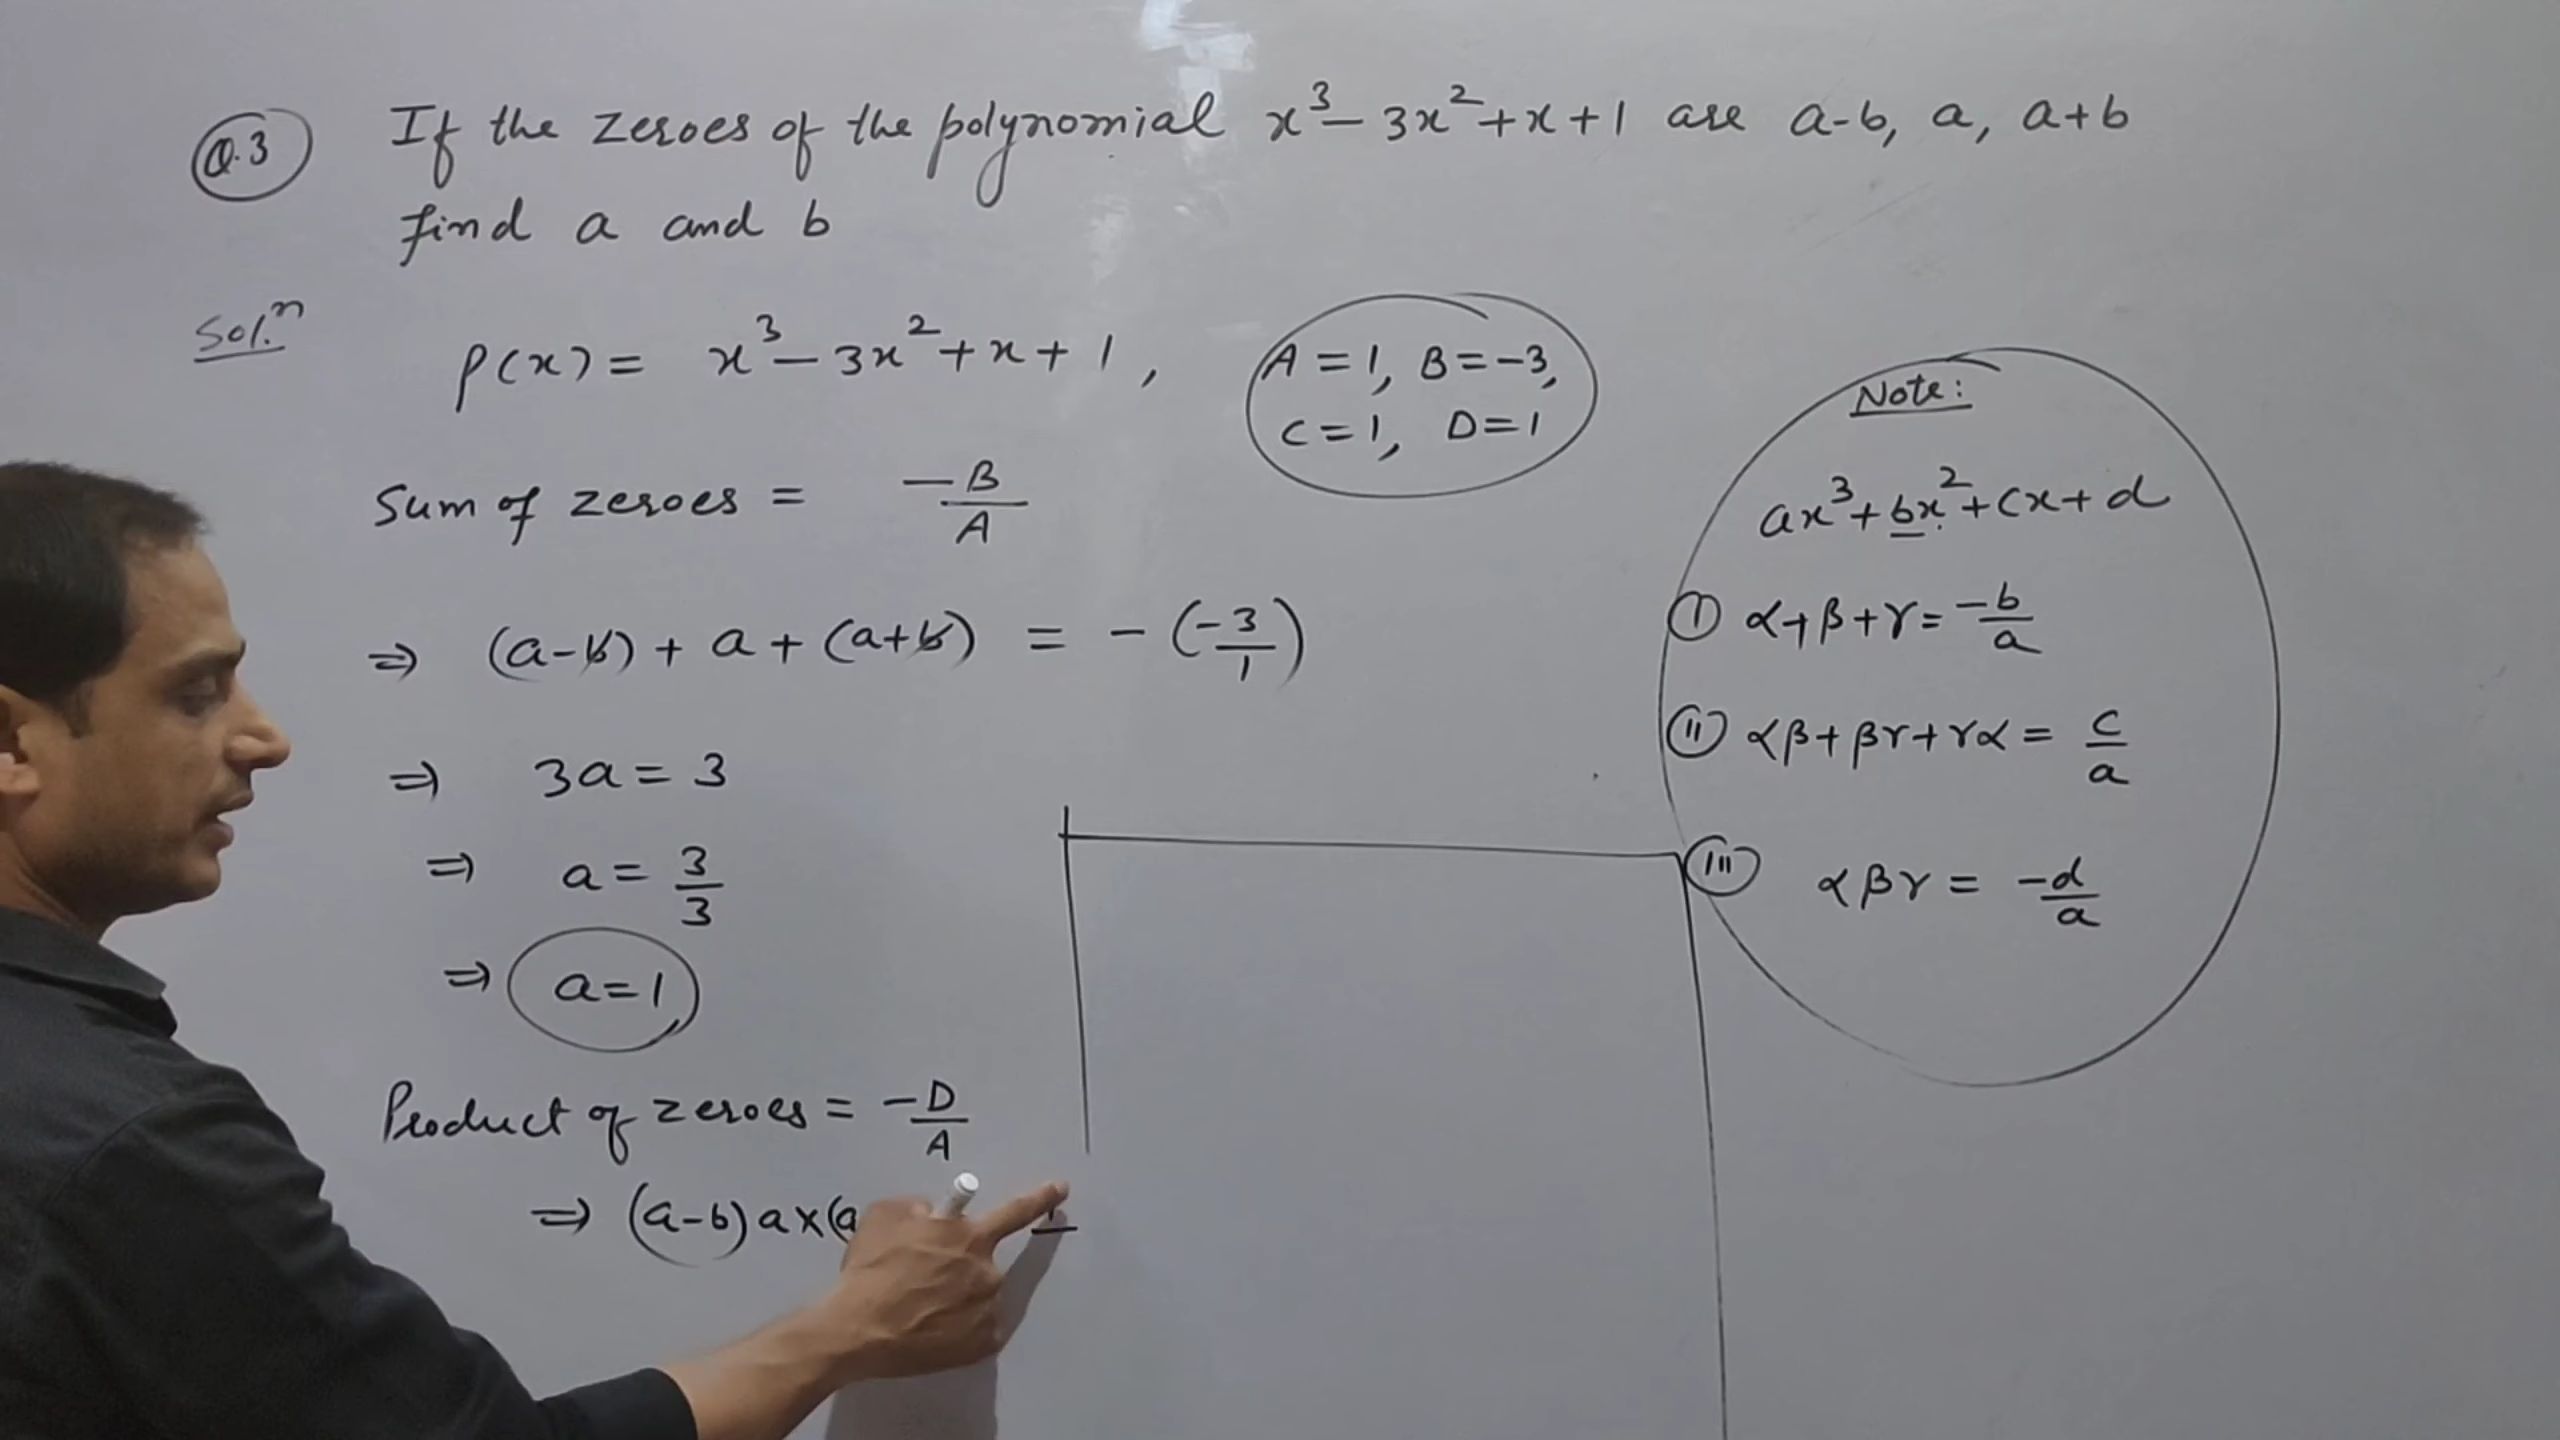 Q.3 If the zeroes of the polynomial x³-3x²+x+1 are a-b, a, a+b
find a and b
Sol.ⁿ p(x) = x³-3x²+x+1, A=1, B=-3,
C=1, D=1
Sum of zeroes = -B/A
⇒ (a-b)+a+(a+b) = -(-3/1)
⇒ 3a=3
⇒ a=3/3
⇒ a=1
Product of zeroes = -D/A
⇒ (a-b)a×(a
Note:
ax³+bx²+cx+d
(I) α+β+γ=-b/a
(II) αβ+βγ+γα=c/a
(III) αβγ=-d/a